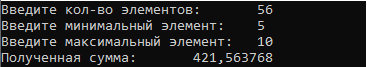 Введите кол-во элементов: 56
Введите минимальный элемент: 5
Введите максимальный элемент: 10
Полученная сумма: 421,563768